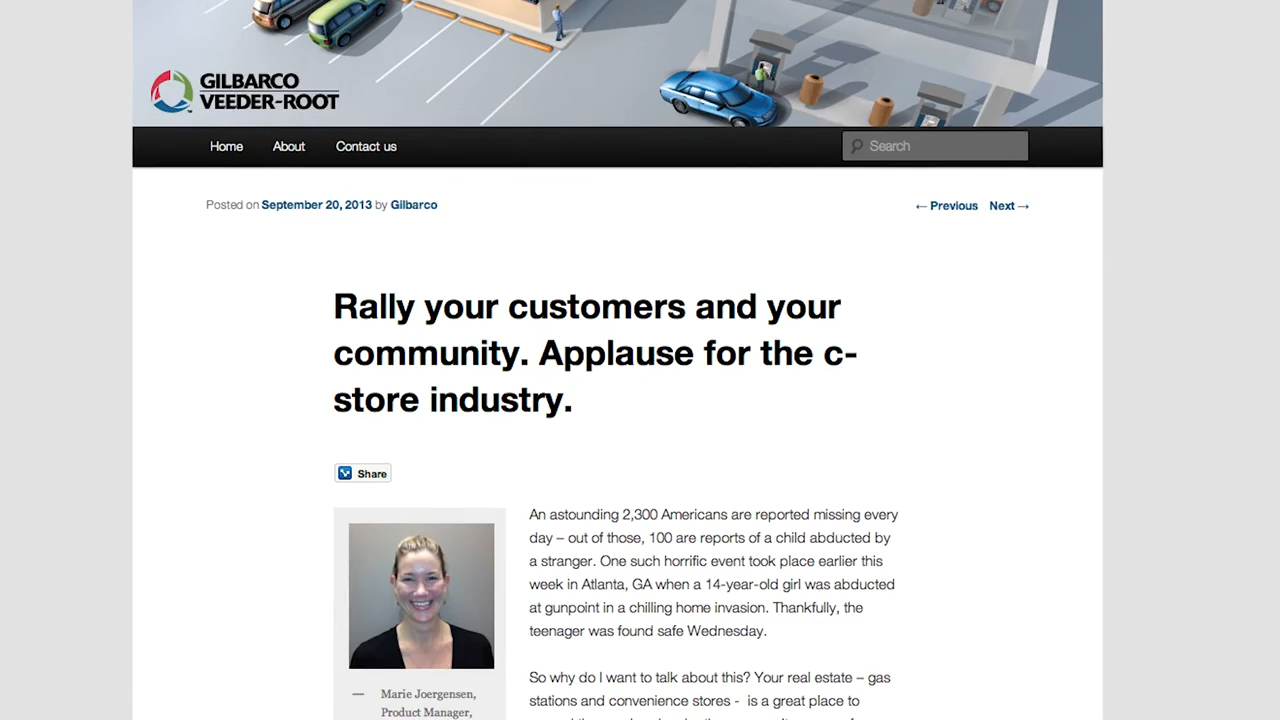 GILBARCO
VEEDER-ROOT
Home About Contact us Search
Posted on September 20, 2013 by Gilbarco ← Previous Next →
Rally your customers and your
community. Applause for the c-
store industry.
Share
An astounding 2,300 Americans are reported missing every
day – out of those, 100 are reports of a child abducted by
a stranger. One such horrific event took place earlier this
week in Atlanta, GA when a 14-year-old girl was abducted
at gunpoint in a chilling home invasion. Thankfully, the
teenager was found safe Wednesday.
So why do I want to talk about this? Your real estate – gas
stations and convenience stores - is a great place to
— Marie Joergensen,
Product Manager,